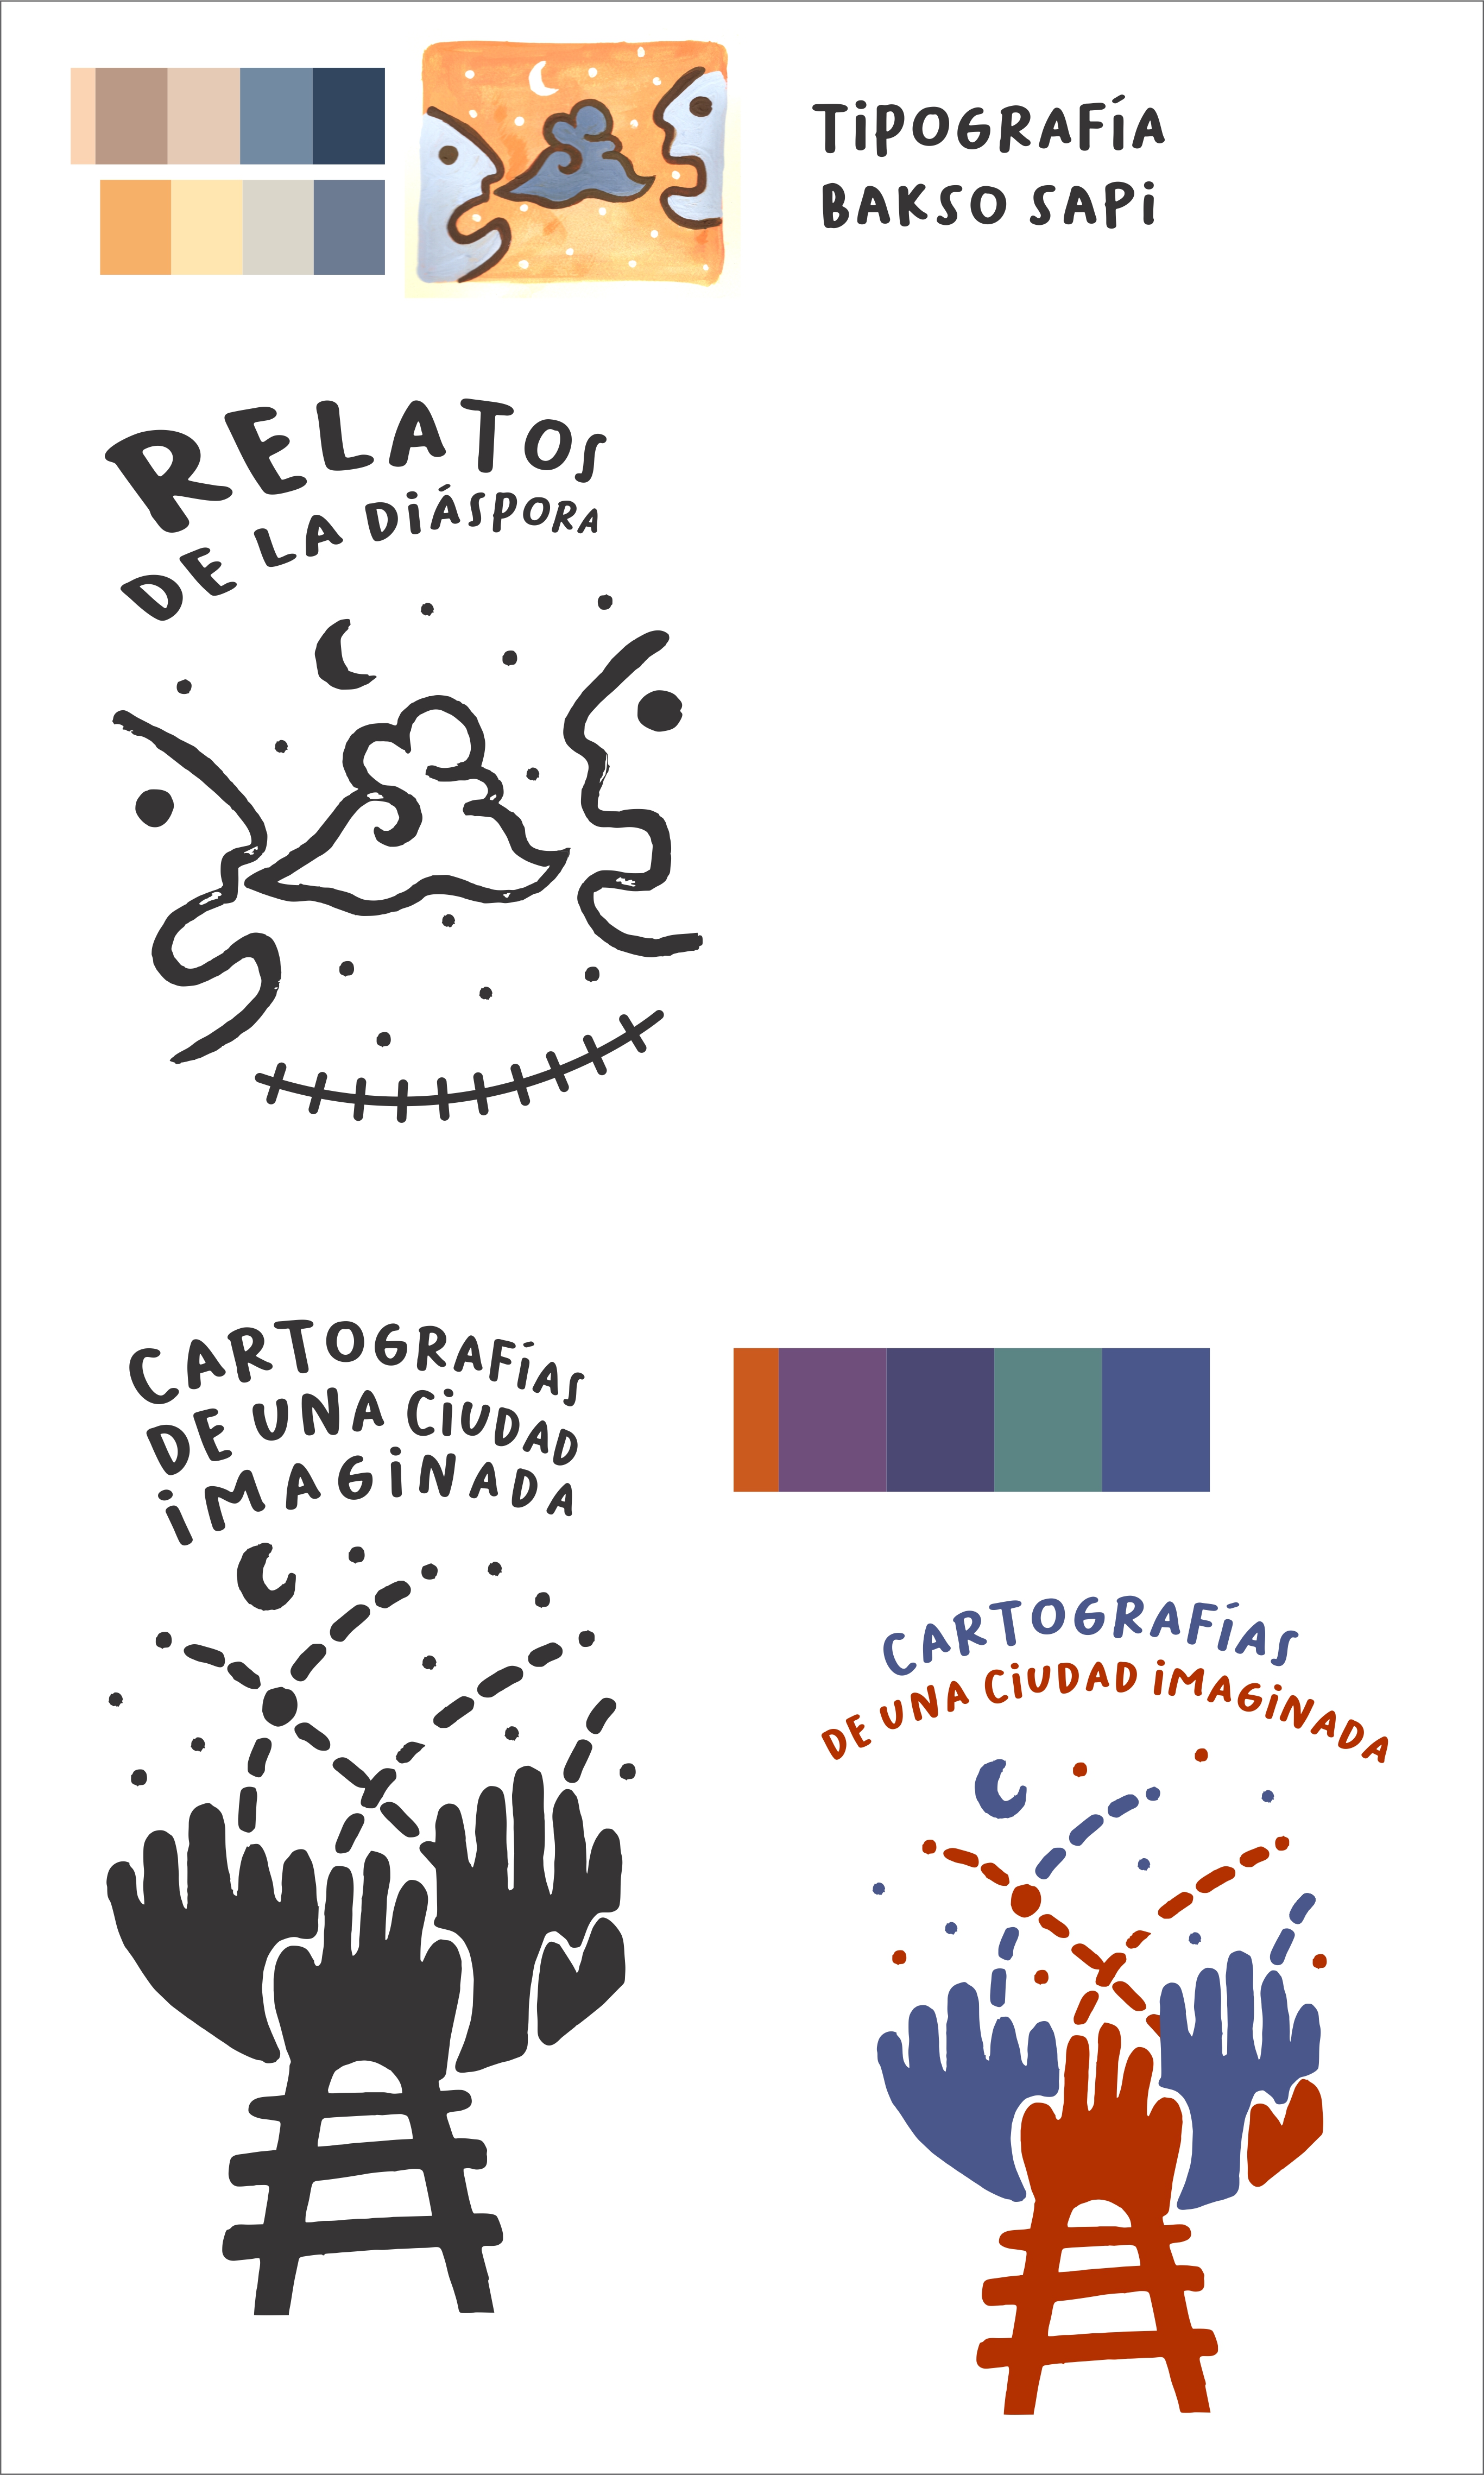 TiPOGRAFÍA
BAKSO SAPi
RELATOS
DE LA DiÁSPORA
CARTOGRAFÍAS
DE UNA CiUDAD
iMAGiNADA
CARTOGRAFÍAS
DE UNA CiUDAD iMAGiNADA